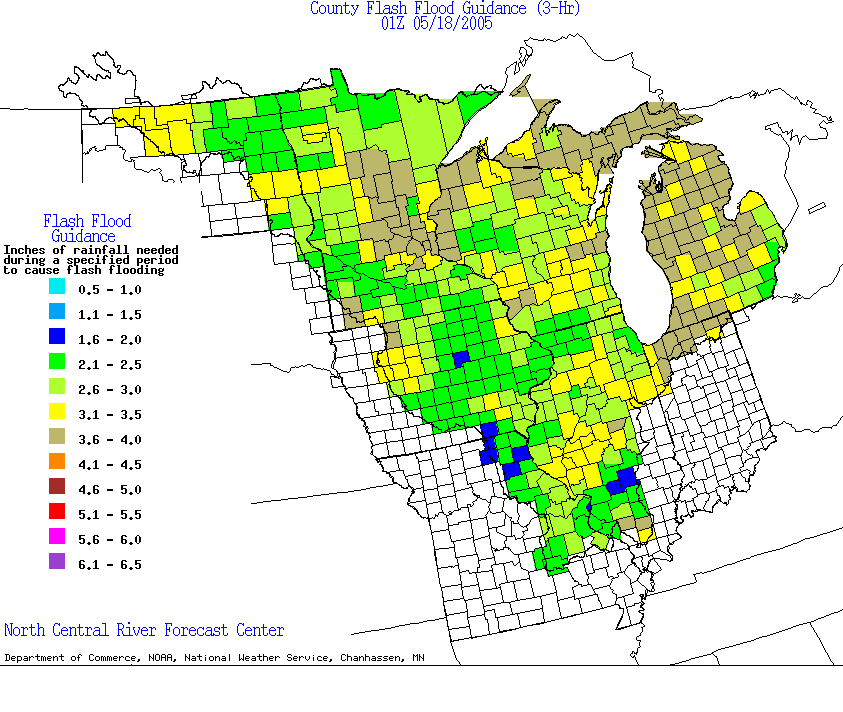 County Flash Flood Guidance (3-Hr)
01Z 05/18/2005
Flash Flood
Guidance
Inches of rainfall needed
during a specified period
to cause flash flooding
0.5 - 1.0
1.1 - 1.5
1.6 - 2.0
2.1 - 2.5
2.6 - 3.0
3.1 - 3.5
3.6 - 4.0
4.1 - 4.5
4.6 - 5.0
5.1 - 5.5
5.6 - 6.0
6.1 - 6.5
North Central River Forecast Center
Department of Commerce, NOAA, National Weather Service, Chanhassen, MN